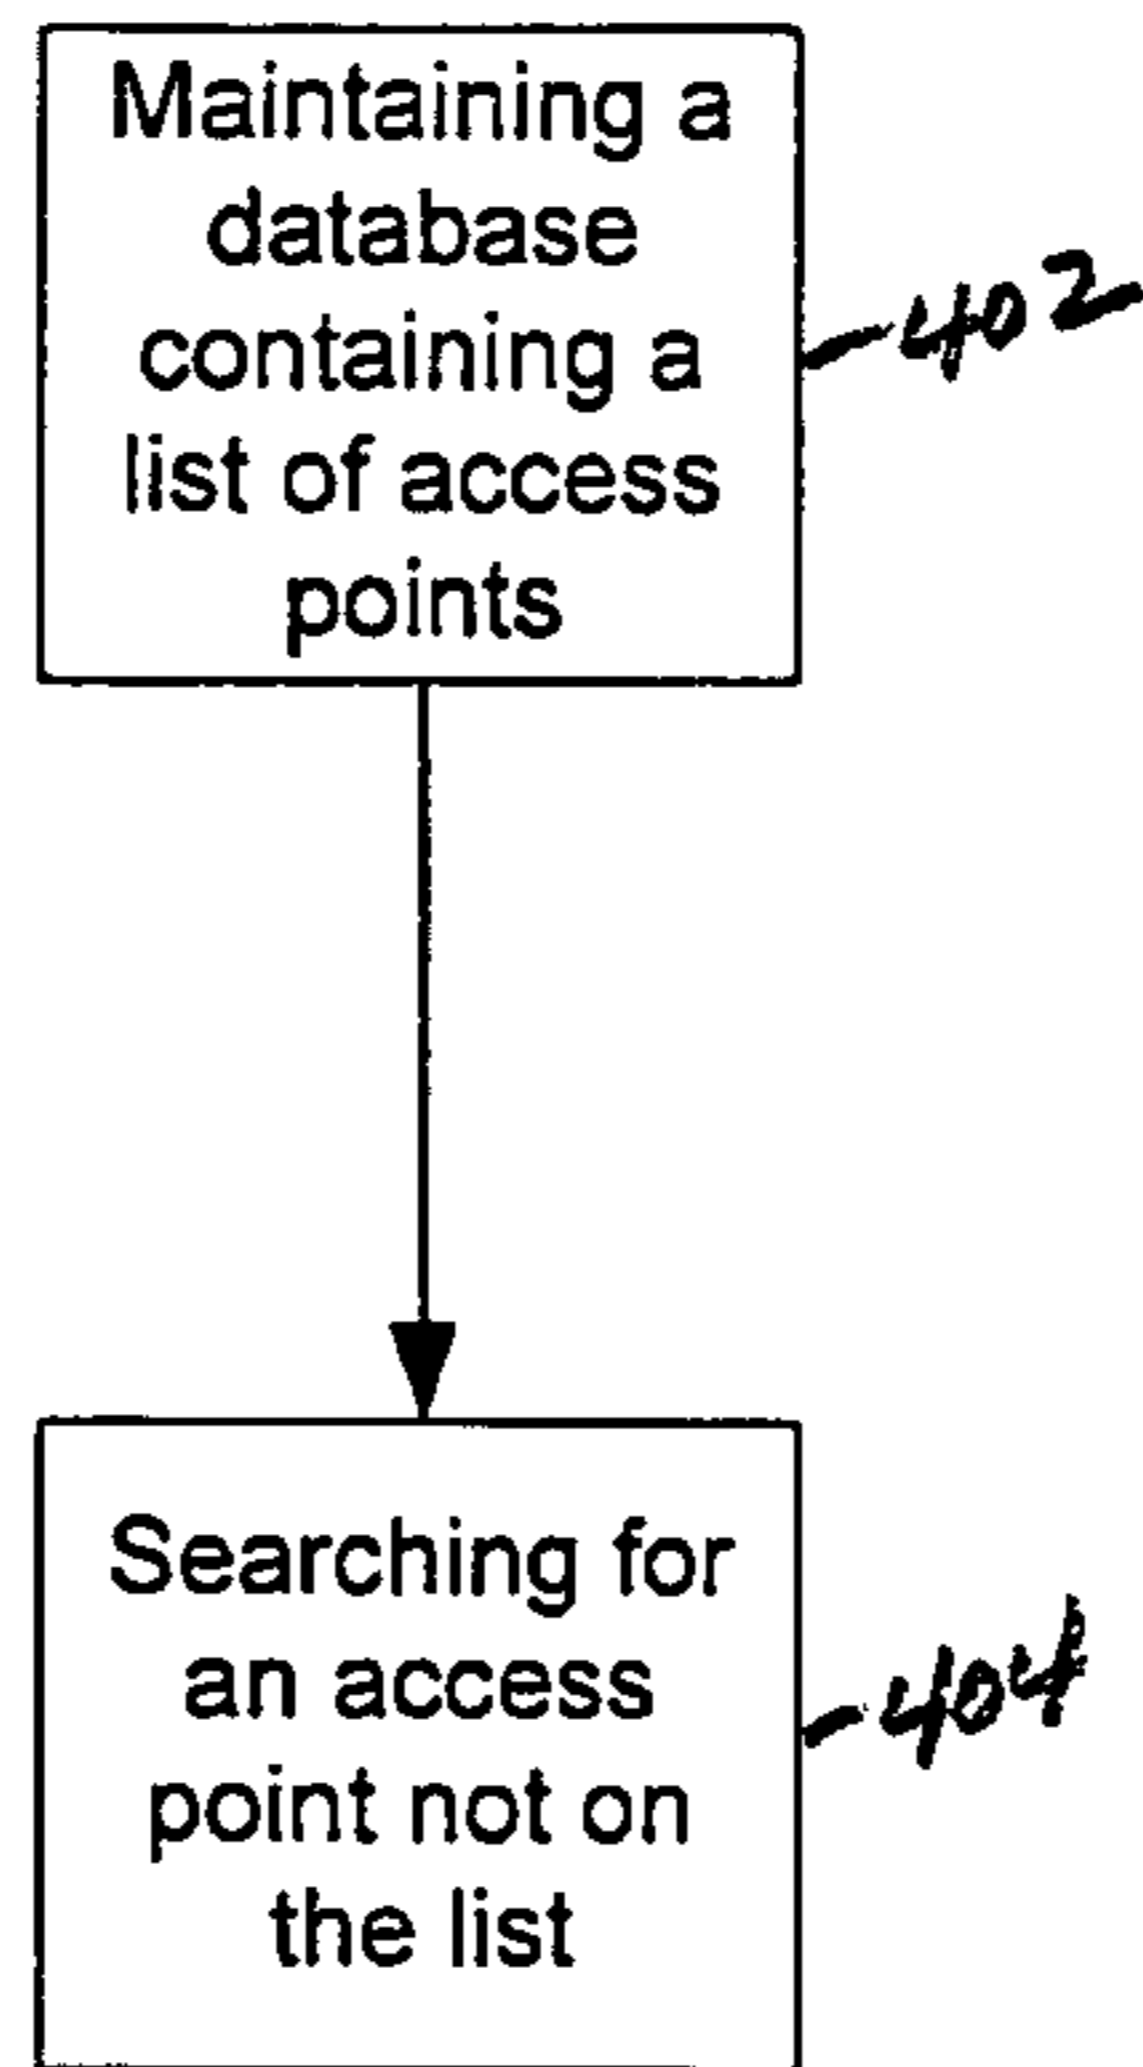 Maintaining a
database
containing a
list of access
points
402
Searching for
an access
point not on
the list
404